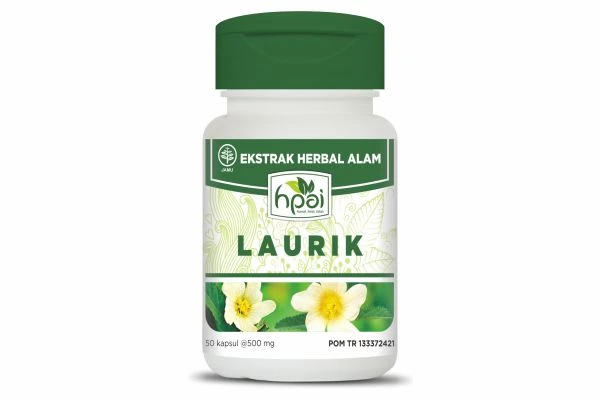 EKSTRAK HERBAL ALAM
JAMU
hpai
LAURIK
50 kapsul @500 mg
POM TR 133372421